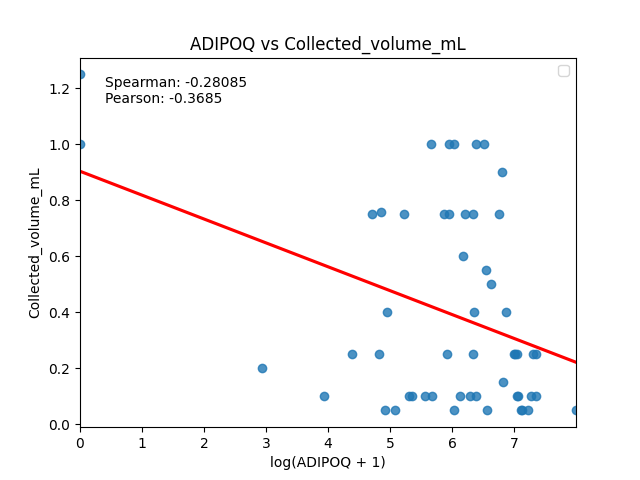 ADIPOQ vs Collected_volume_mL
Spearman: -0.28085
Pearson: -0.3685
1.2
1.0
0.8
0.6
0.4
0.2
0.0
Collected_volume_mL
0 1 2 3 4 5 6 7
log(ADIPOQ + 1)